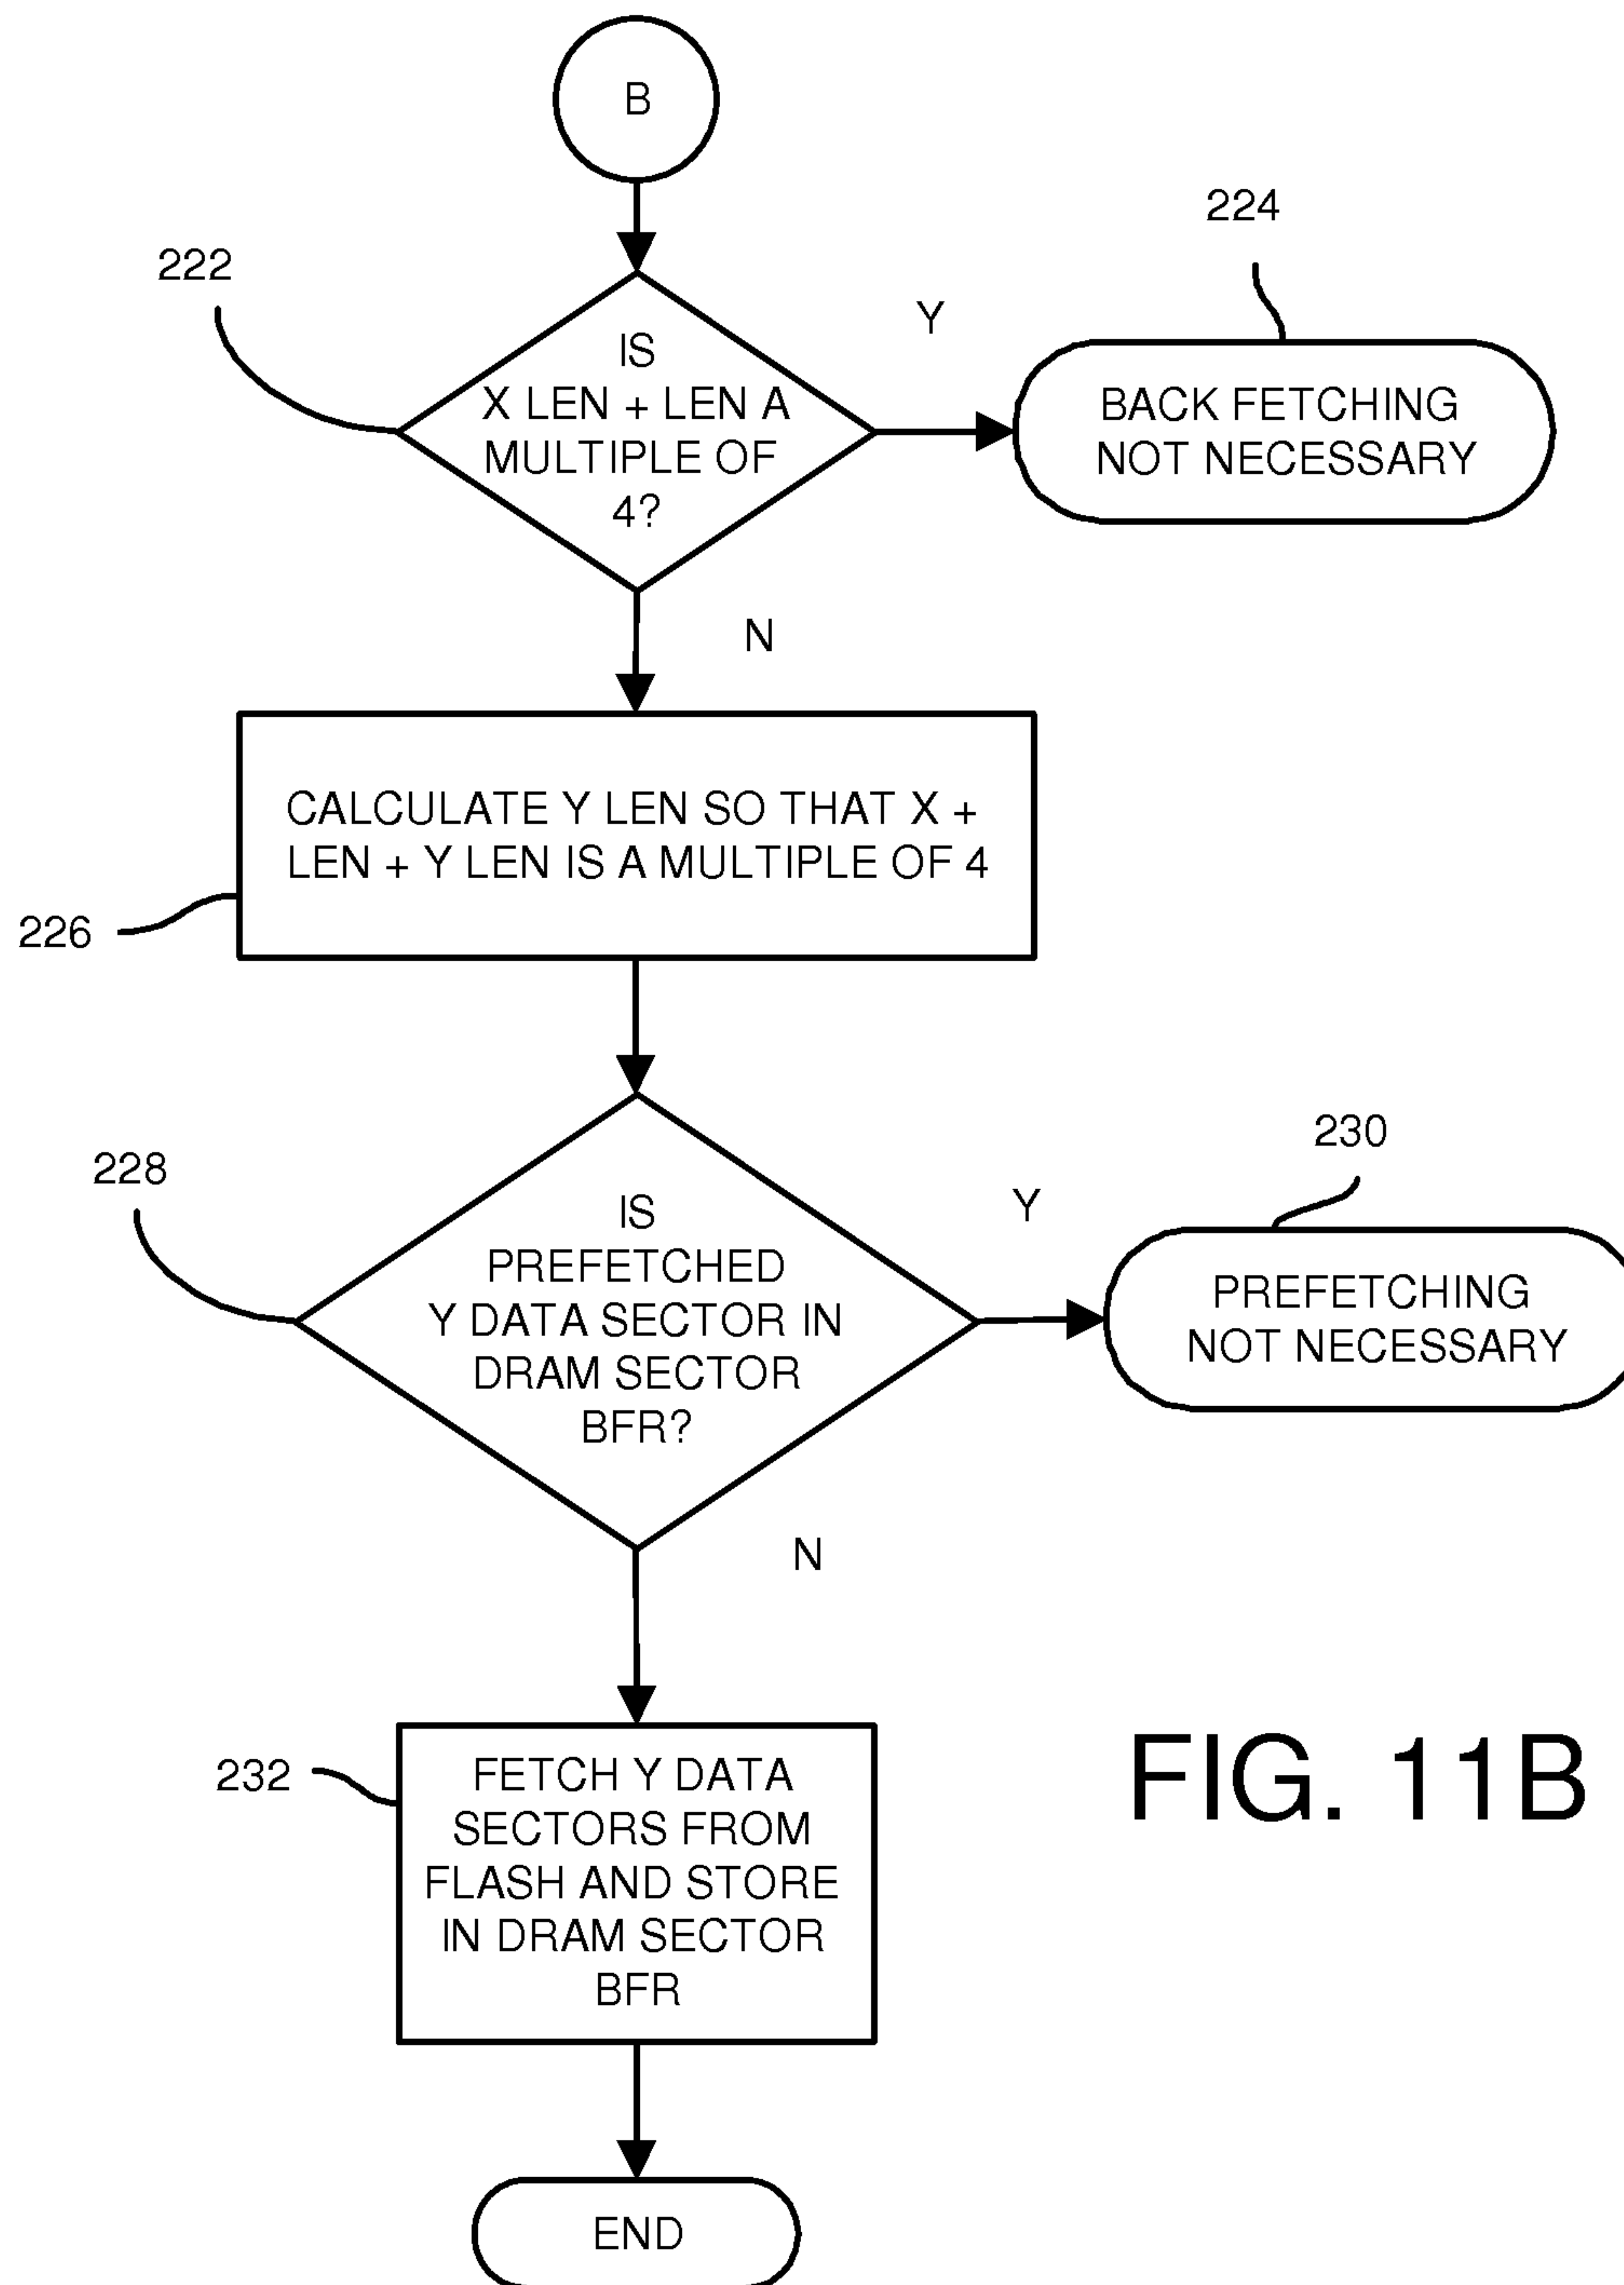 B
224
222
Y
IS
X LEN + LEN A
MULTIPLE OF
4?
BACK FETCHING
NOT NECESSARY
N
CALCULATE Y LEN SO THAT X +
LEN + Y LEN IS A MULTIPLE OF 4
226
230
228
Y
IS
PREFETCHED
Y DATA SECTOR IN
DRAM SECTOR
BFR?
PREFETCHING
NOT NECESSARY
N
232
FETCH Y DATA
SECTORS FROM
FLASH AND STORE
IN DRAM SECTOR
BFR
FIG. 11B
END